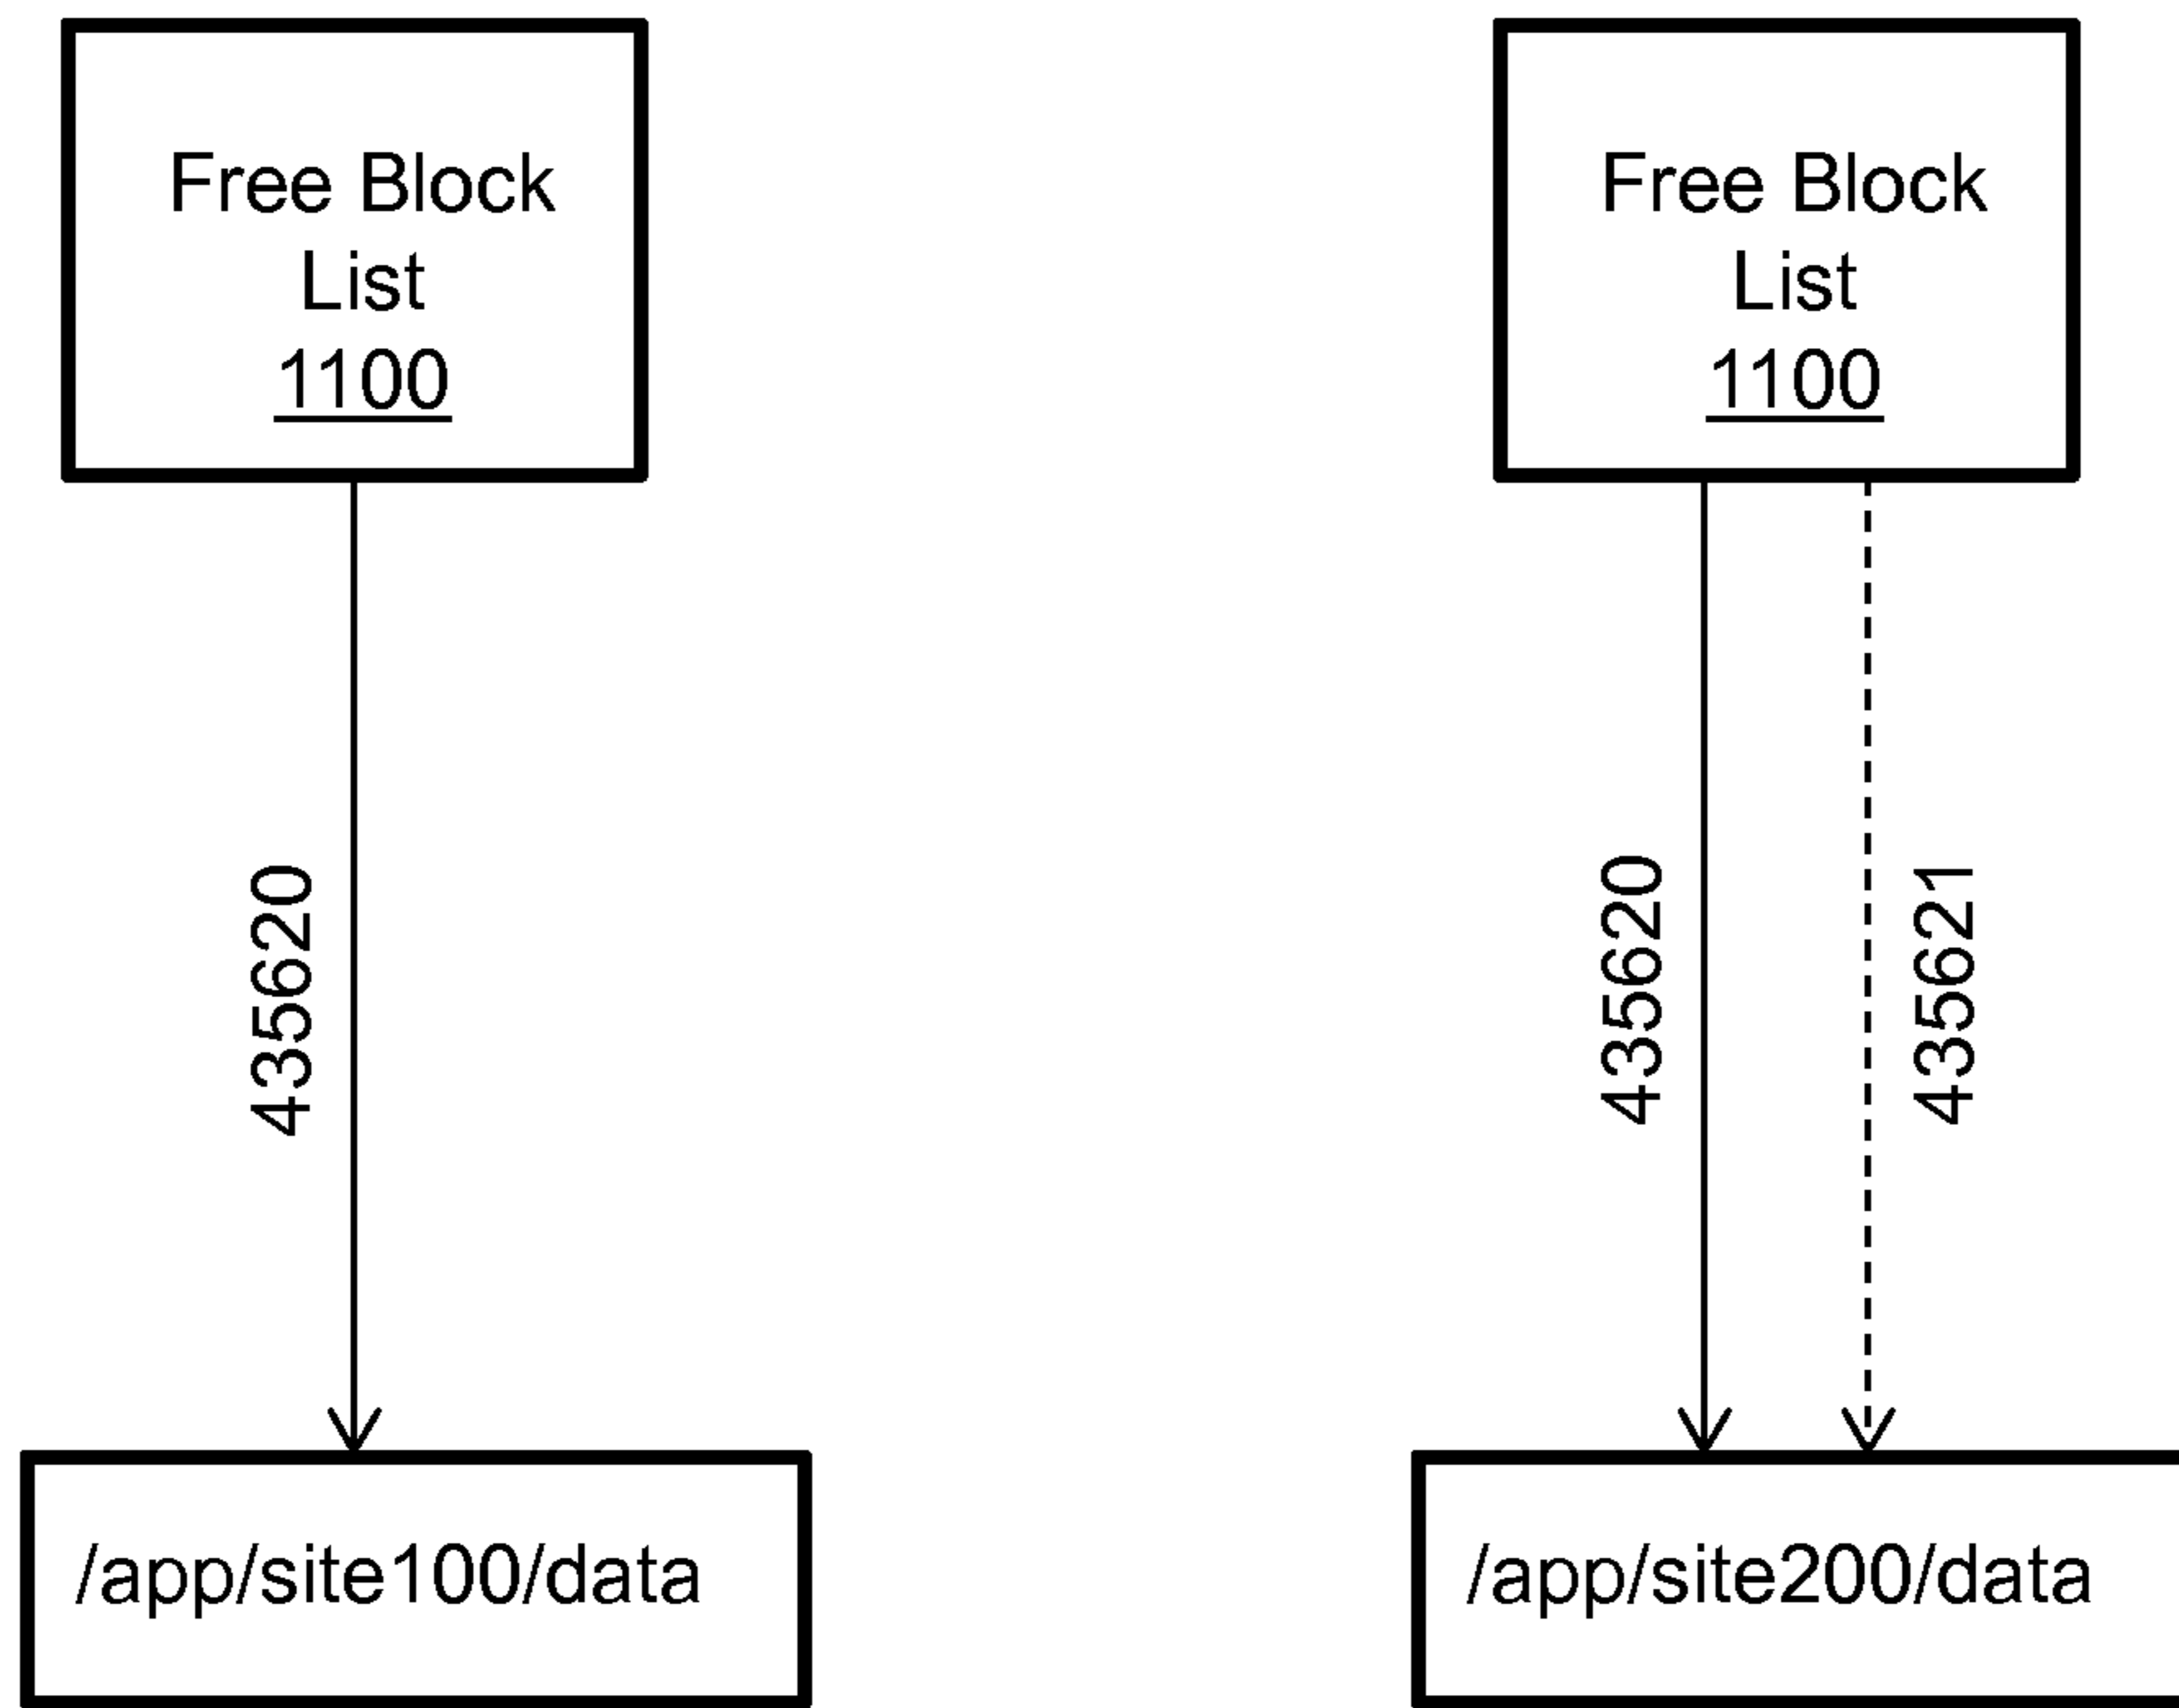 Free Block
List
1100
435620
/app/site100/data
Free Block
List
1100
435620
435621
/app/site200/data